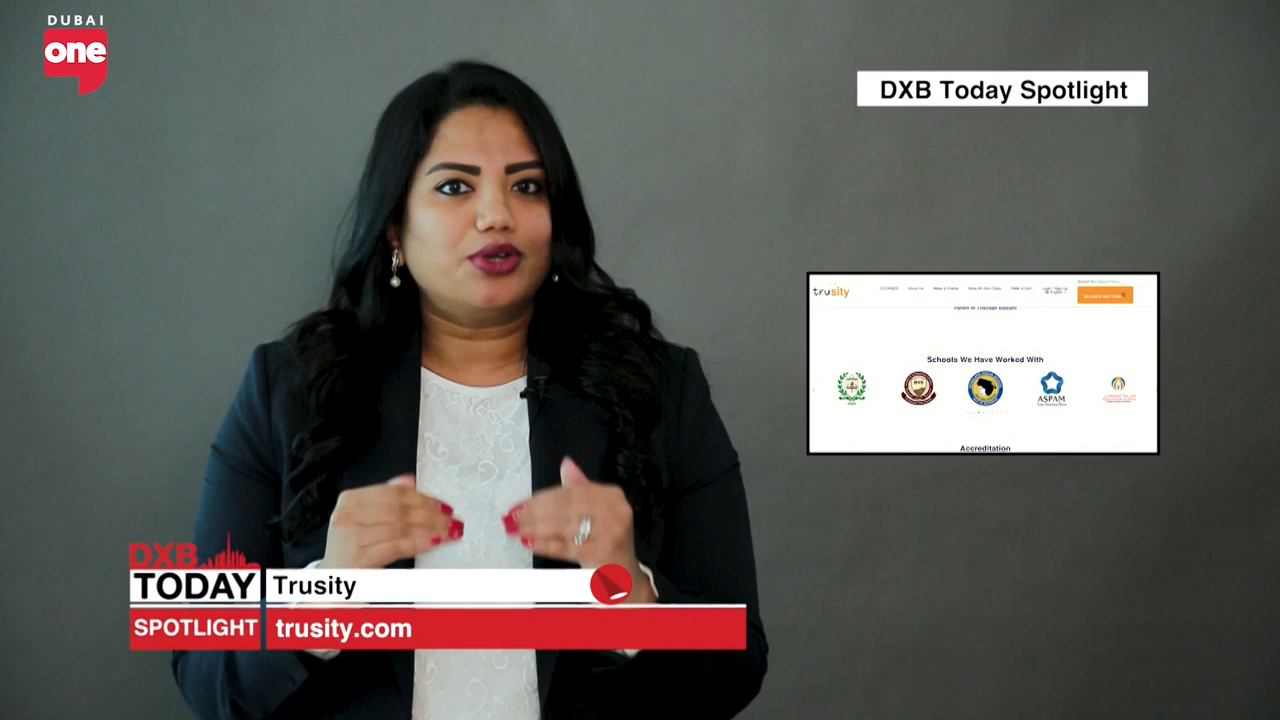 DUBAI
one
DXB Today Spotlight
trusity
COURSES
About Us
SEARCH BUTTON
Schools We Have Worked With
ASPAM
Accreditation
DXB
TODAY
Trusity
SPOTLIGHT
trusity.com